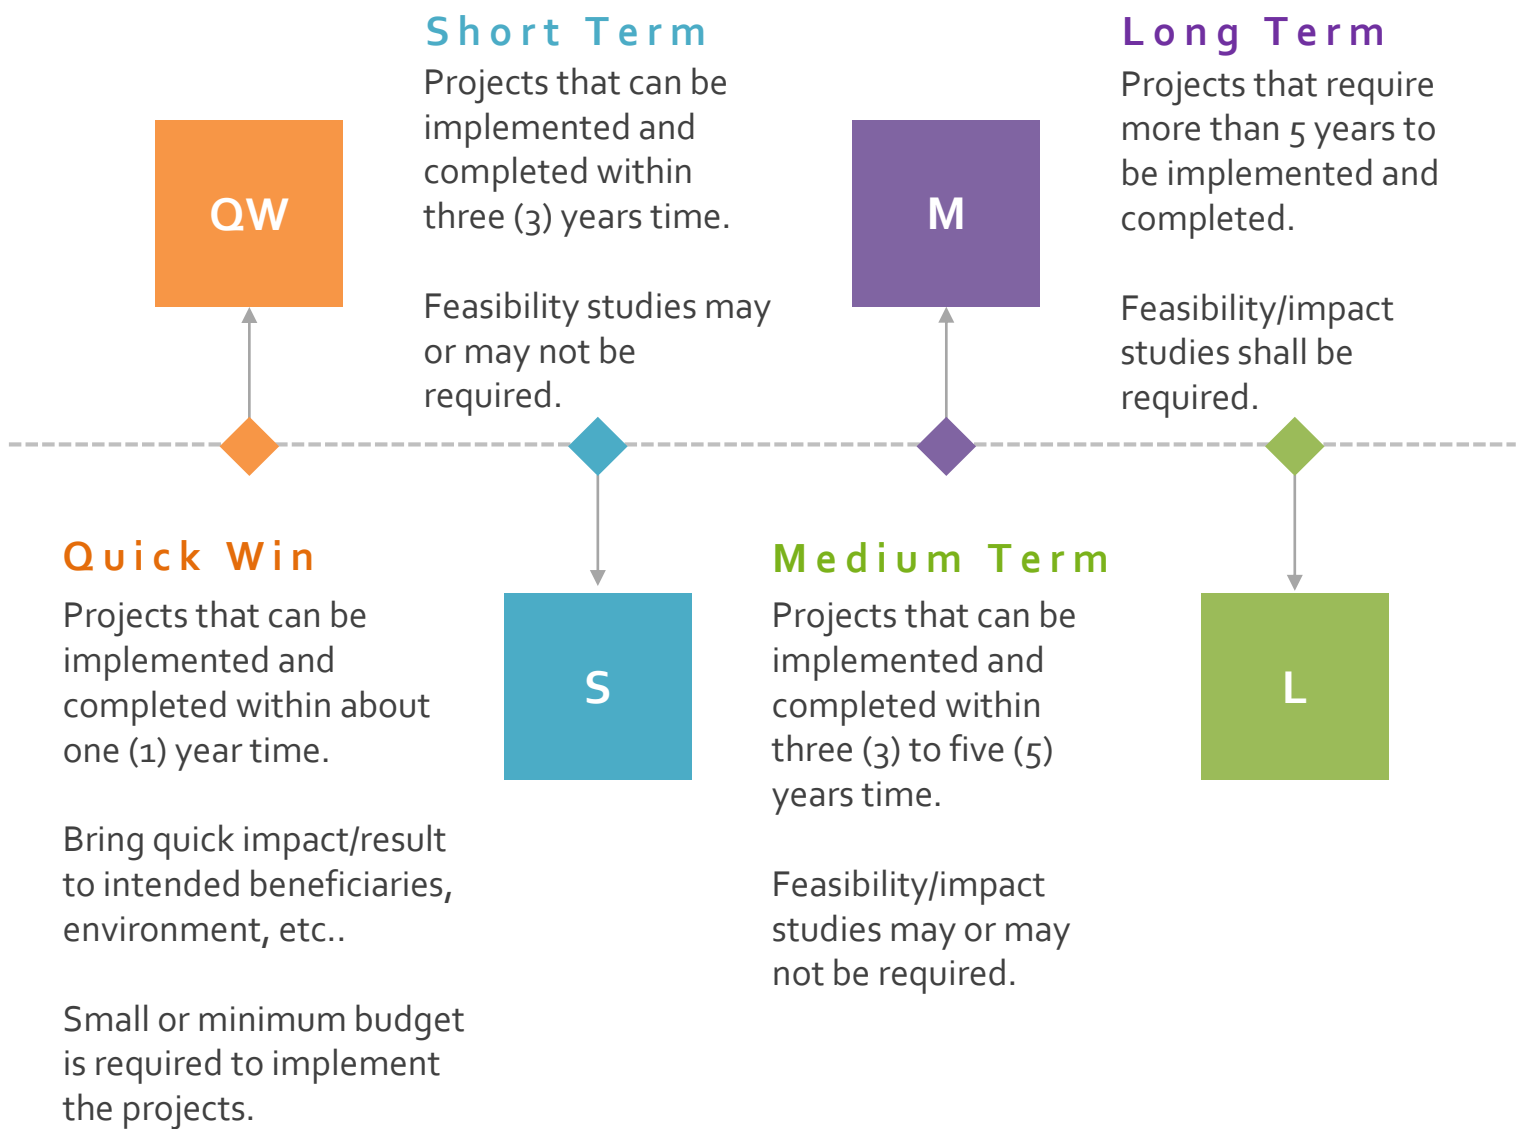 Short Term
Projects that can be
implemented and
completed within
three (3) years time.
Feasibility studies may
or may not be
required.
Long Term
Projects that require
more than 5 years to
be implemented and
completed.
Feasibility/impact
studies shall be
required.
QW
M
Quick Win
Projects that can be
implemented and
completed within about
one (1) year time.
Bring quick impact/result
to intended beneficiaries,
environment, etc..
Small or minimum budget
is required to implement
the projects.
S
Medium Term
Projects that can be
implemented and
completed within
three (3) to five (5)
years time.
Feasibility/impact
studies may or may
not be required.
L